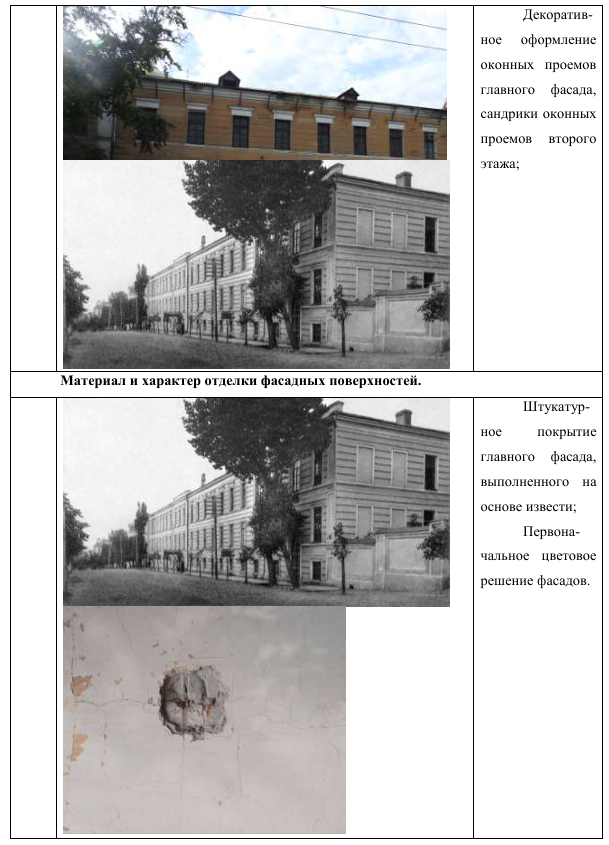 Декоратив-
ное оформление
оконных проемов
главного фасада,
сандрики оконных
проемов второго
этажа;
Материал и характер отделки фасадных поверхностей.
Штукатур-
ное покрытие
главного фасада,
выполненного на
основе извести;
Первона-
чальное цветовое
решение фасадов.